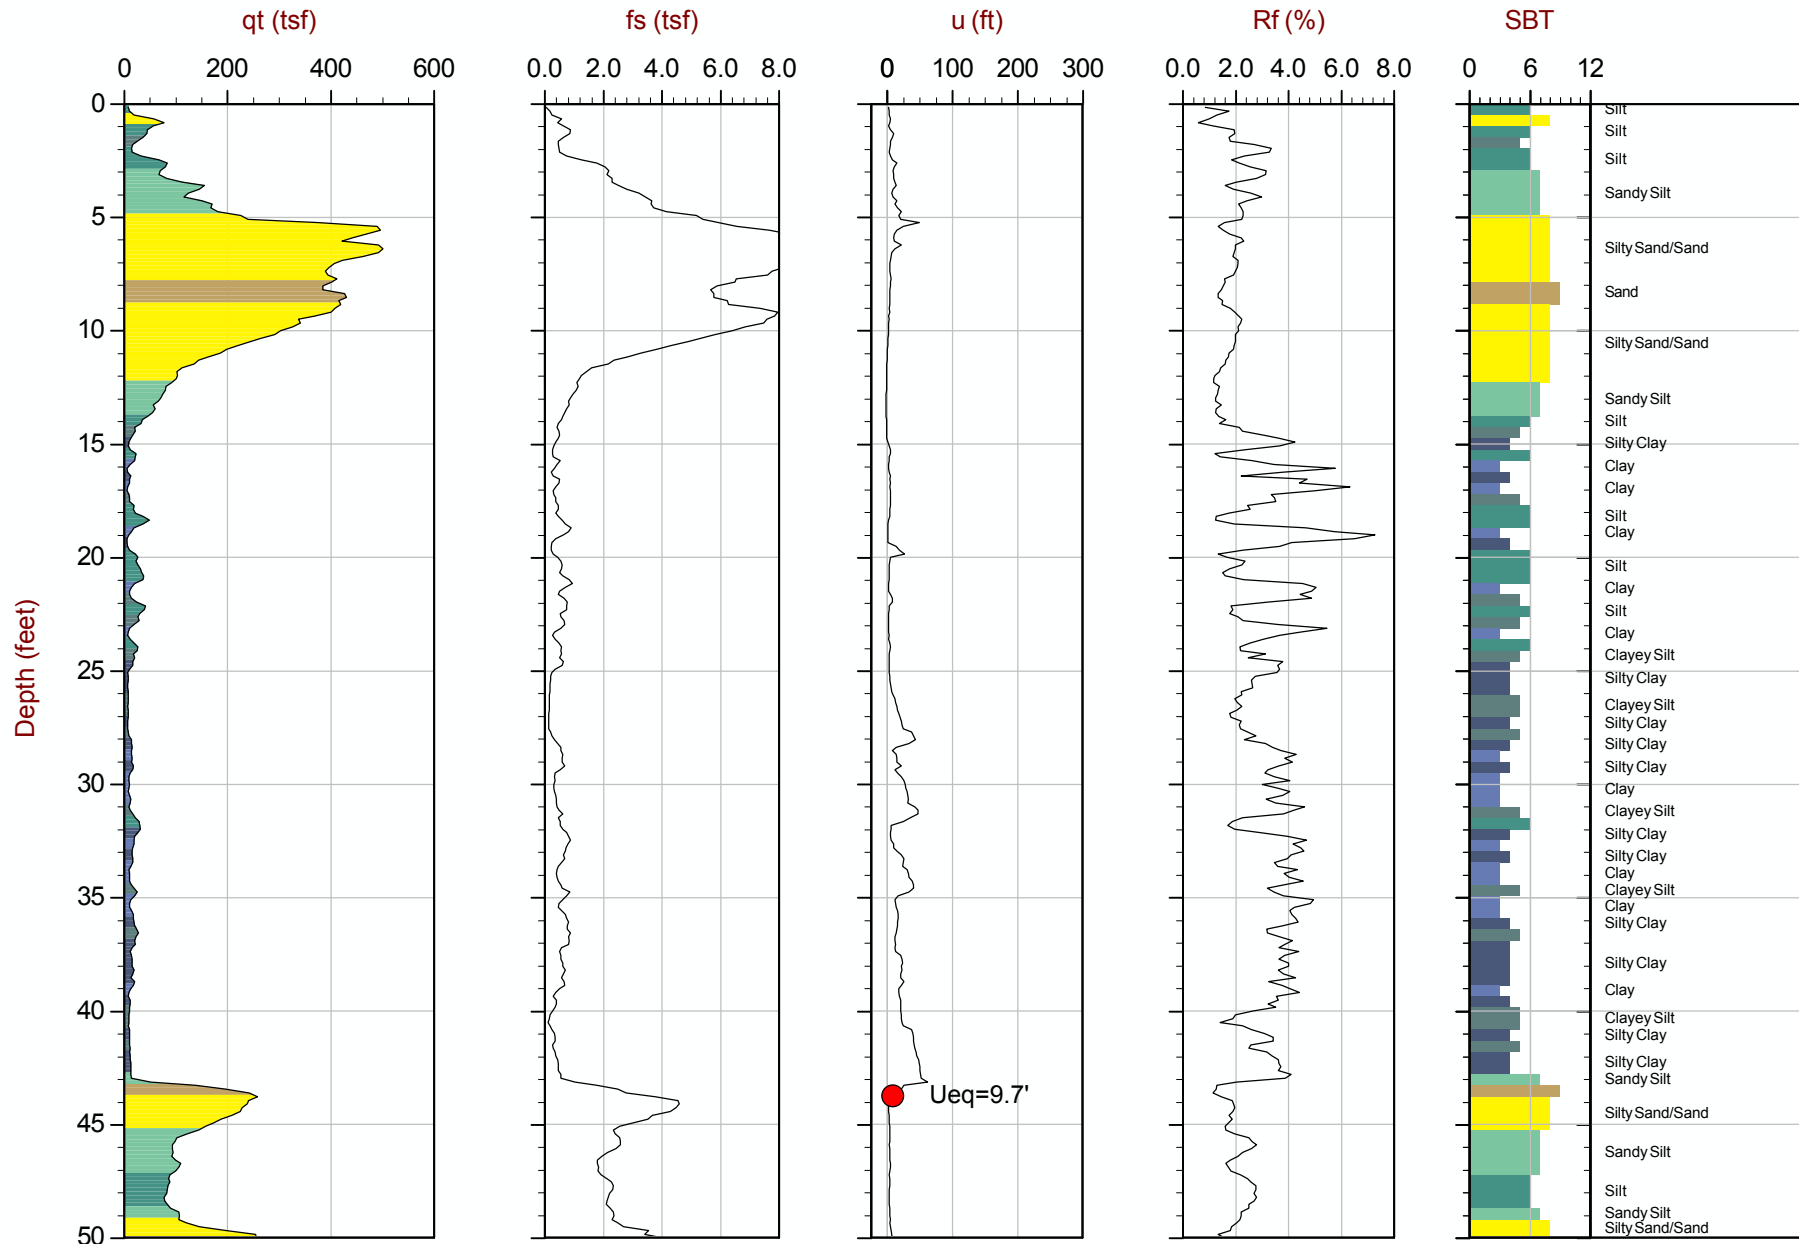 qt (tsf) fs (tsf) u (ft) Rf (%) SBT
0 200 400 600 0.0 2.0 4.0 6.0 8.0 0 100 200 300 0.0 2.0 4.0 6.0 8.0 0 6 12
0
5
10
15
20
25
30
35
40
45
50
Depth (feet)
Ueq=9.7'
Silt
Silt
Silt
Sandy Silt
Silty Sand/Sand
Sand
Silty Sand/Sand
Sandy Silt
Silt
Silty Clay
Clay
Clay
Silt
Clay
Silt
Clay
Silt
Clay
Clayey Silt
Silty Clay
Clayey Silt
Silty Clay
Silty Clay
Silty Clay
Clay
Clayey Silt
Silty Clay
Silty Clay
Clay
Clayey Silt
Clay
Silty Clay
Silty Clay
Clay
Clayey Silt
Silty Clay
Silty Clay
Sandy Silt
Silty Sand/Sand
Sandy Silt
Silt
Sandy Silt
Silty Sand/Sand